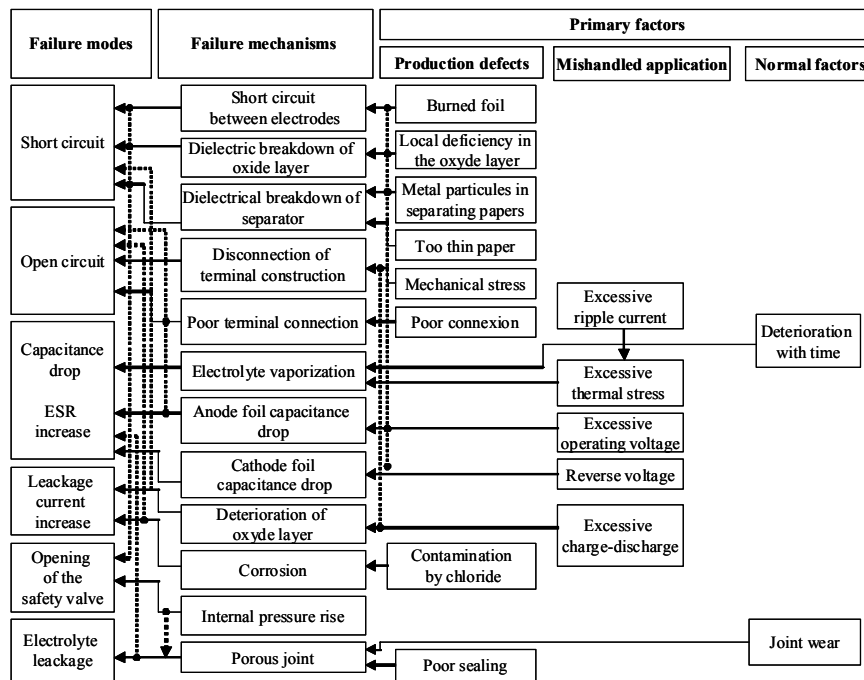 Primary factors
Failure modes
Failure mechanisms
Production defects
Mishandled application
Normal factors
Short circuit
Open circuit
Capacitance
drop
ESR
increase
Leackage
current
increase
Opening
of the
safety valve
Electrolyte
leackage
Short circuit
between electrodes
Dielectric breakdown of
oxide layer
Dielectrical breakdown of
separator
Disconnection of
terminal construction
Poor terminal connection
Electrolyte vaporization
Anode foil capacitance
drop
Cathode foil
capacitance drop
Deterioration of
oxyde layer
Corrosion
Internal pressure rise
Porous joint
Burned foil
Local deficiency in
the oxyde layer
Metal particules in
separating papers
Too thin paper
Mechanical stress
Poor connexion
Contamination
by chloride
Poor sealing
Excessive
ripple current
Excessive
thermal stress
Excessive
operating voltage
Reverse voltage
Excessive
charge-discharge
Deterioration
with time
Joint wear